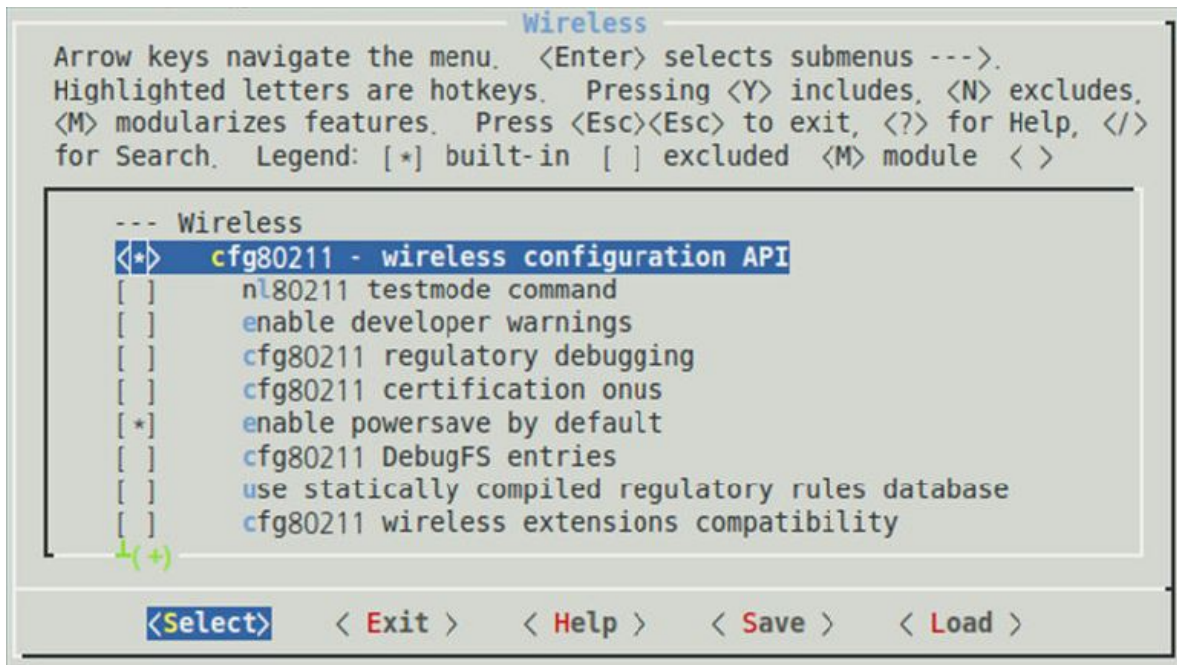 Wireless
Arrow keys navigate the menu. <Enter> selects submenus --->.
Highlighted letters are hotkeys. Pressing <Y> includes, <N> excludes,
<M> modularizes features. Press <Esc><Esc> to exit, <?> for Help, </>
for Search. Legend: [*] built-in [ ] excluded <M> module < >
--- Wireless
<*> cfg80211 - wireless configuration API
[ ] nl80211 testmode command
[ ] enable developer warnings
[ ] cfg80211 regulatory debugging
[ ] cfg80211 certification onus
[*] enable powersave by default
[ ] cfg80211 DebugFS entries
[ ] use statically compiled regulatory rules database
[ ] cfg80211 wireless extensions compatibility
┴(+)
<Select> < Exit > < Help > < Save > < Load >